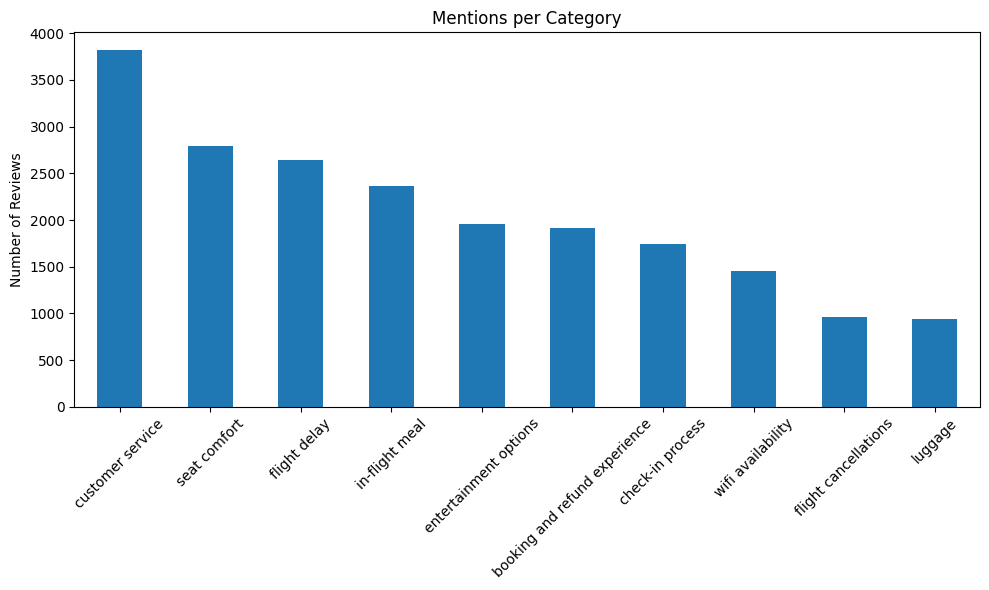 Mentions per Category
Number of Reviews
4000
3500
3000
2500
2000
1500
1000
500
0
customer service
seat comfort
flight delay
in-flight meal
entertainment options
booking and refund experience
check-in process
wifi availability
flight cancellations
luggage